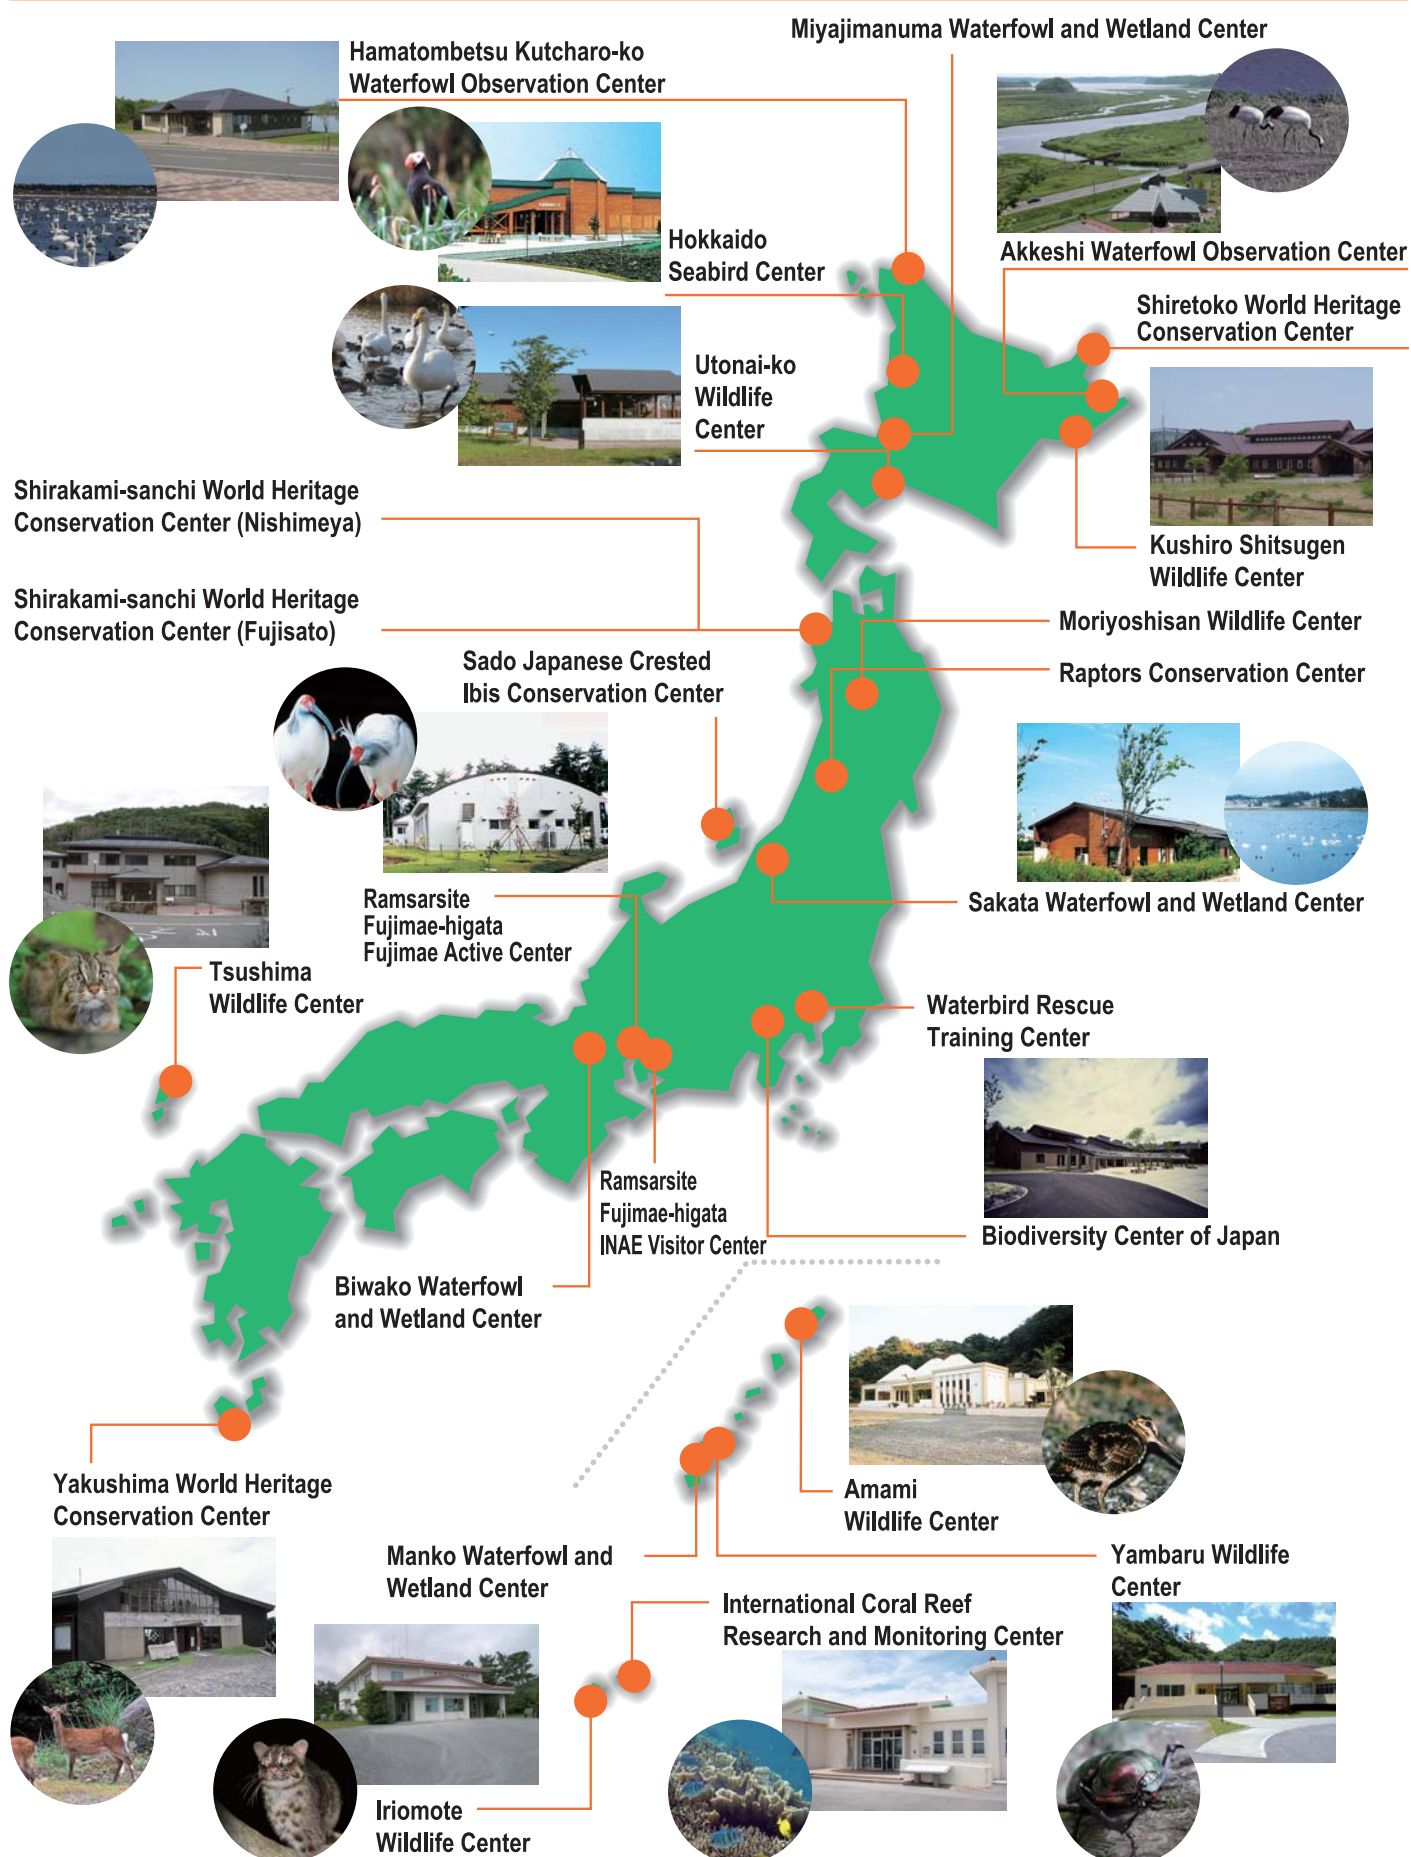 Miyajimanuma Waterfowl and Wetland Center
Hamatombetsu Kutcharo-ko
Waterfowl Observation Center
Hokkaido
Seabird Center
Akkeshi Waterfowl Observation Center
Shiretoko World Heritage
Conservation Center
Utonai-ko
Wildlife
Center
Shirakami-sanchi World Heritage
Conservation Center (Nishimeya)
Kushiro Shitsugen
Wildlife Center
Shirakami-sanchi World Heritage
Conservation Center (Fujisato)
Moriyoshisan Wildlife Center
Sado Japanese Crested
Ibis Conservation Center
Raptors Conservation Center
Ramsarsite
Fujimae-higata
Fujimae Active Center
Sakata Waterfowl and Wetland Center
Tsushima
Wildlife Center
Waterbird Rescue
Training Center
Ramsarsite
Fujimae-higata
INAE Visitor Center
Biodiversity Center of Japan
Biwako Waterfowl
and Wetland Center
Yakushima World Heritage
Conservation Center
Amami
Wildlife Center
Manko Waterfowl and
Wetland Center
Yambaru Wildlife
Center
International Coral Reef
Research and Monitoring Center
Iriomote
Wildlife Center